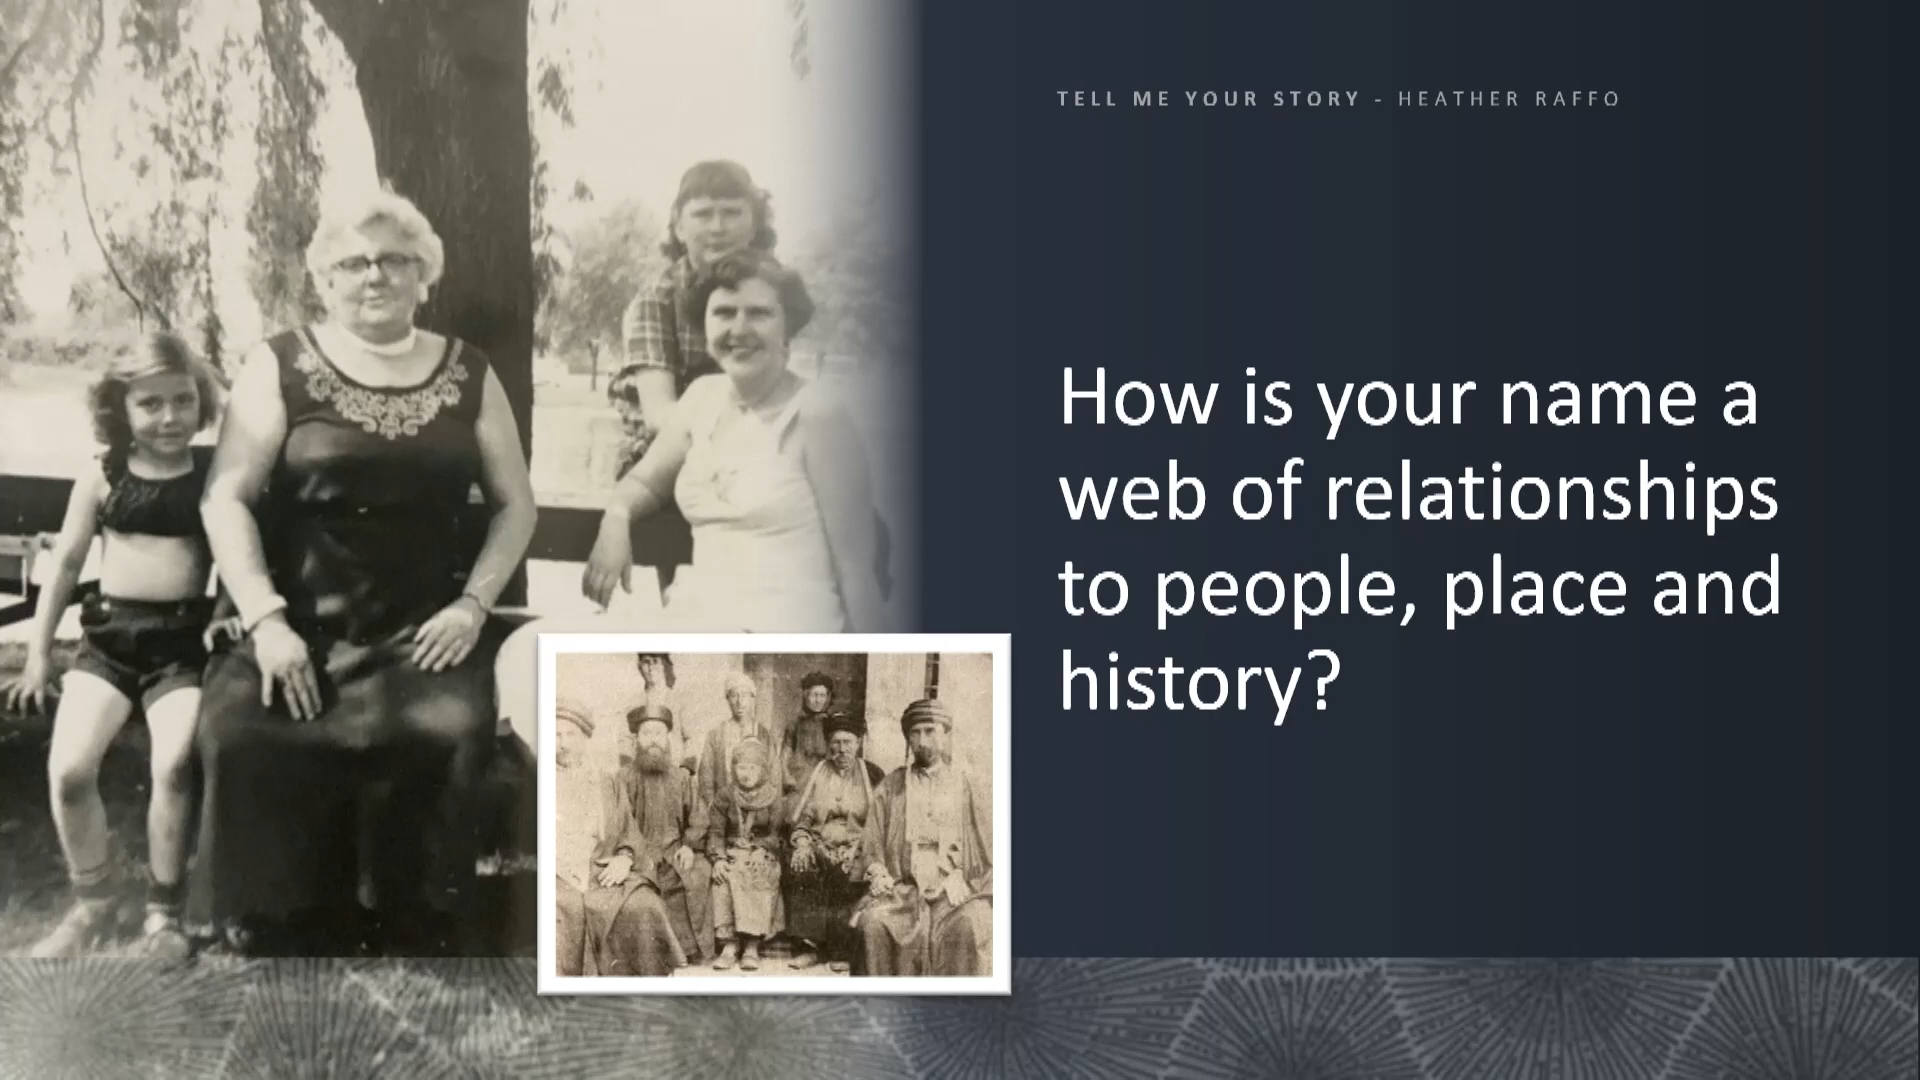 TELL ME YOUR STORY - HEATHER RAFFO
How is your name a
web of relationships
to people, place and
history?